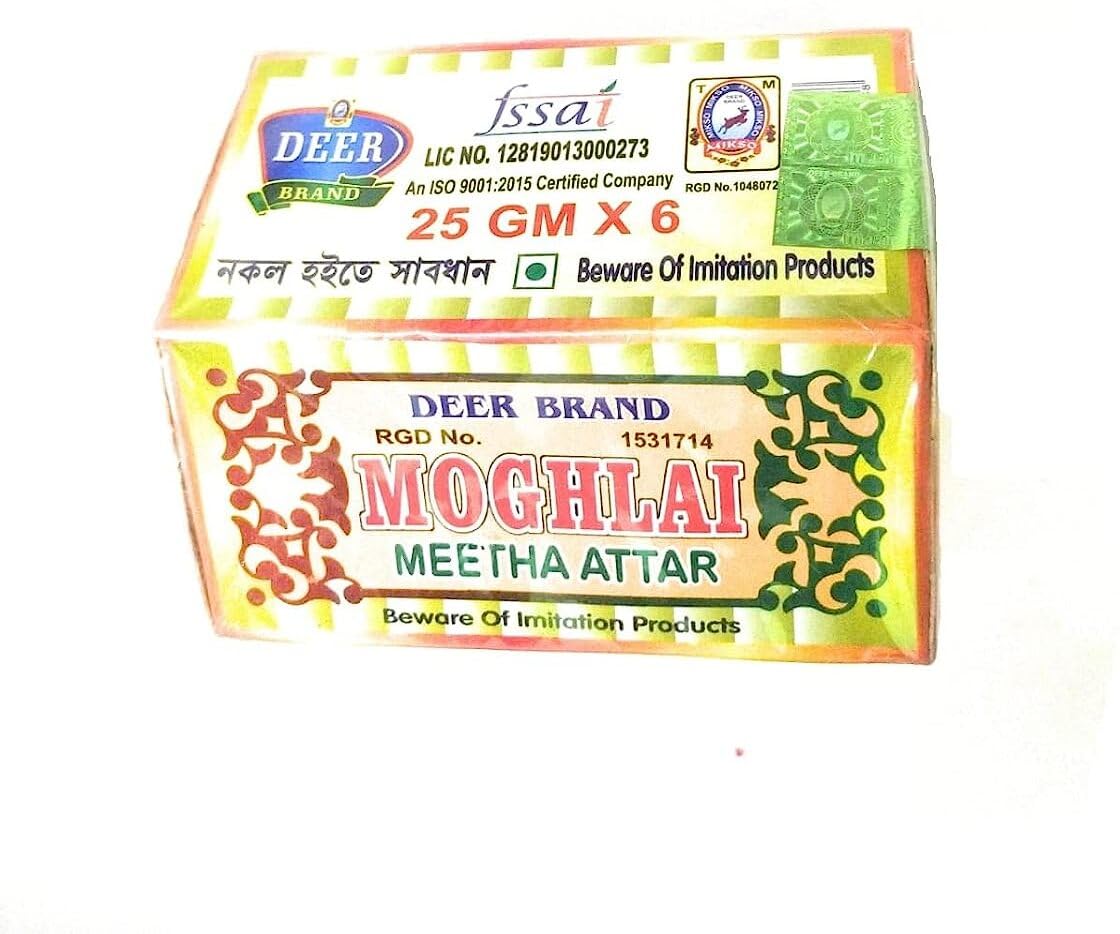 DEER
BRAND
fssai
LIC NO. 12819013000273
An ISO 9001:2015 Certified Company
25 GM X 6
T M
DEER BRAND
MIKSO
RGD No.1048072
DEER BRAND
নকল হইতে সাবধান
Beware Of Imitation Products
DEER BRAND
RGD No. 1531714
MOGHLAI
MEETHA ATTAR
Beware Of Imitation Products